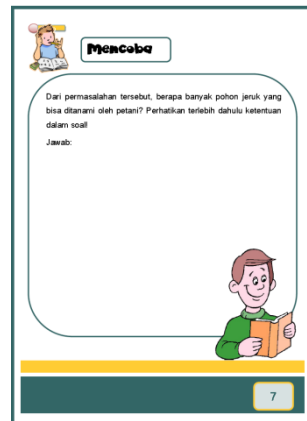 Mencoba
Dari permasalahan tersebut, berapa banyak pohon jeruk yang
bisa ditanami oleh petani? Perhatikan terlebih dahulu ketentuan
dalam soal!
Jawab:
7